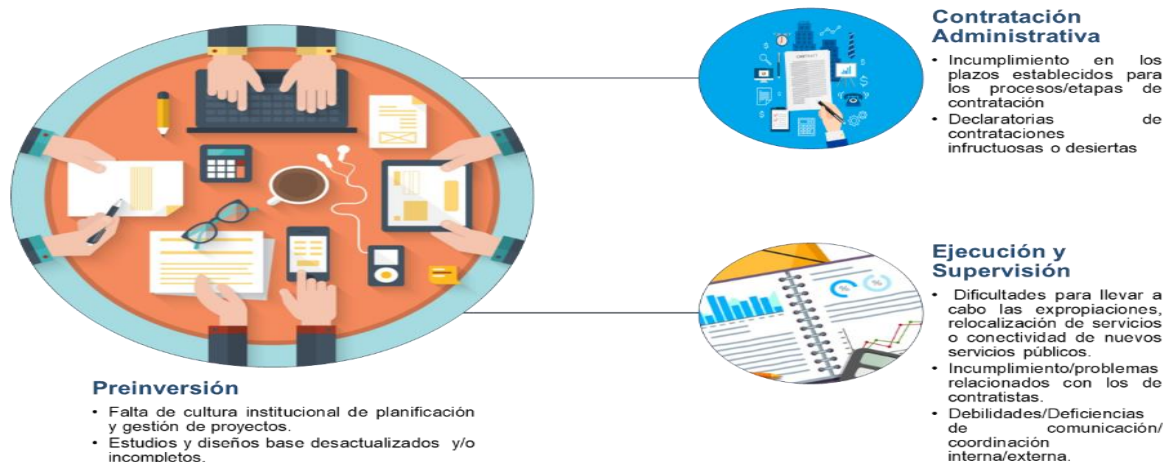 Preinversión
• Falta de cultura institucional de planificación
y gestión de proyectos.
• Estudios y diseños base desactualizados y/o
incompletos.
Contratación
Administrativa
• Incumplimiento en los
plazos establecidos para
los procesos/etapas de
contratación
• Declaratorias de
contrataciones
infructuosas o desiertas
Ejecución y
Supervisión
• Dificultades para llevar a
cabo las expropiaciones,
relocalización de servicios
o conectividad de nuevos
servicios públicos.
• Incumplimiento/problemas
relacionados con los de
contratistas.
• Debilidades/Deficiencias
de comunicación/
coordinación
interna/externa.